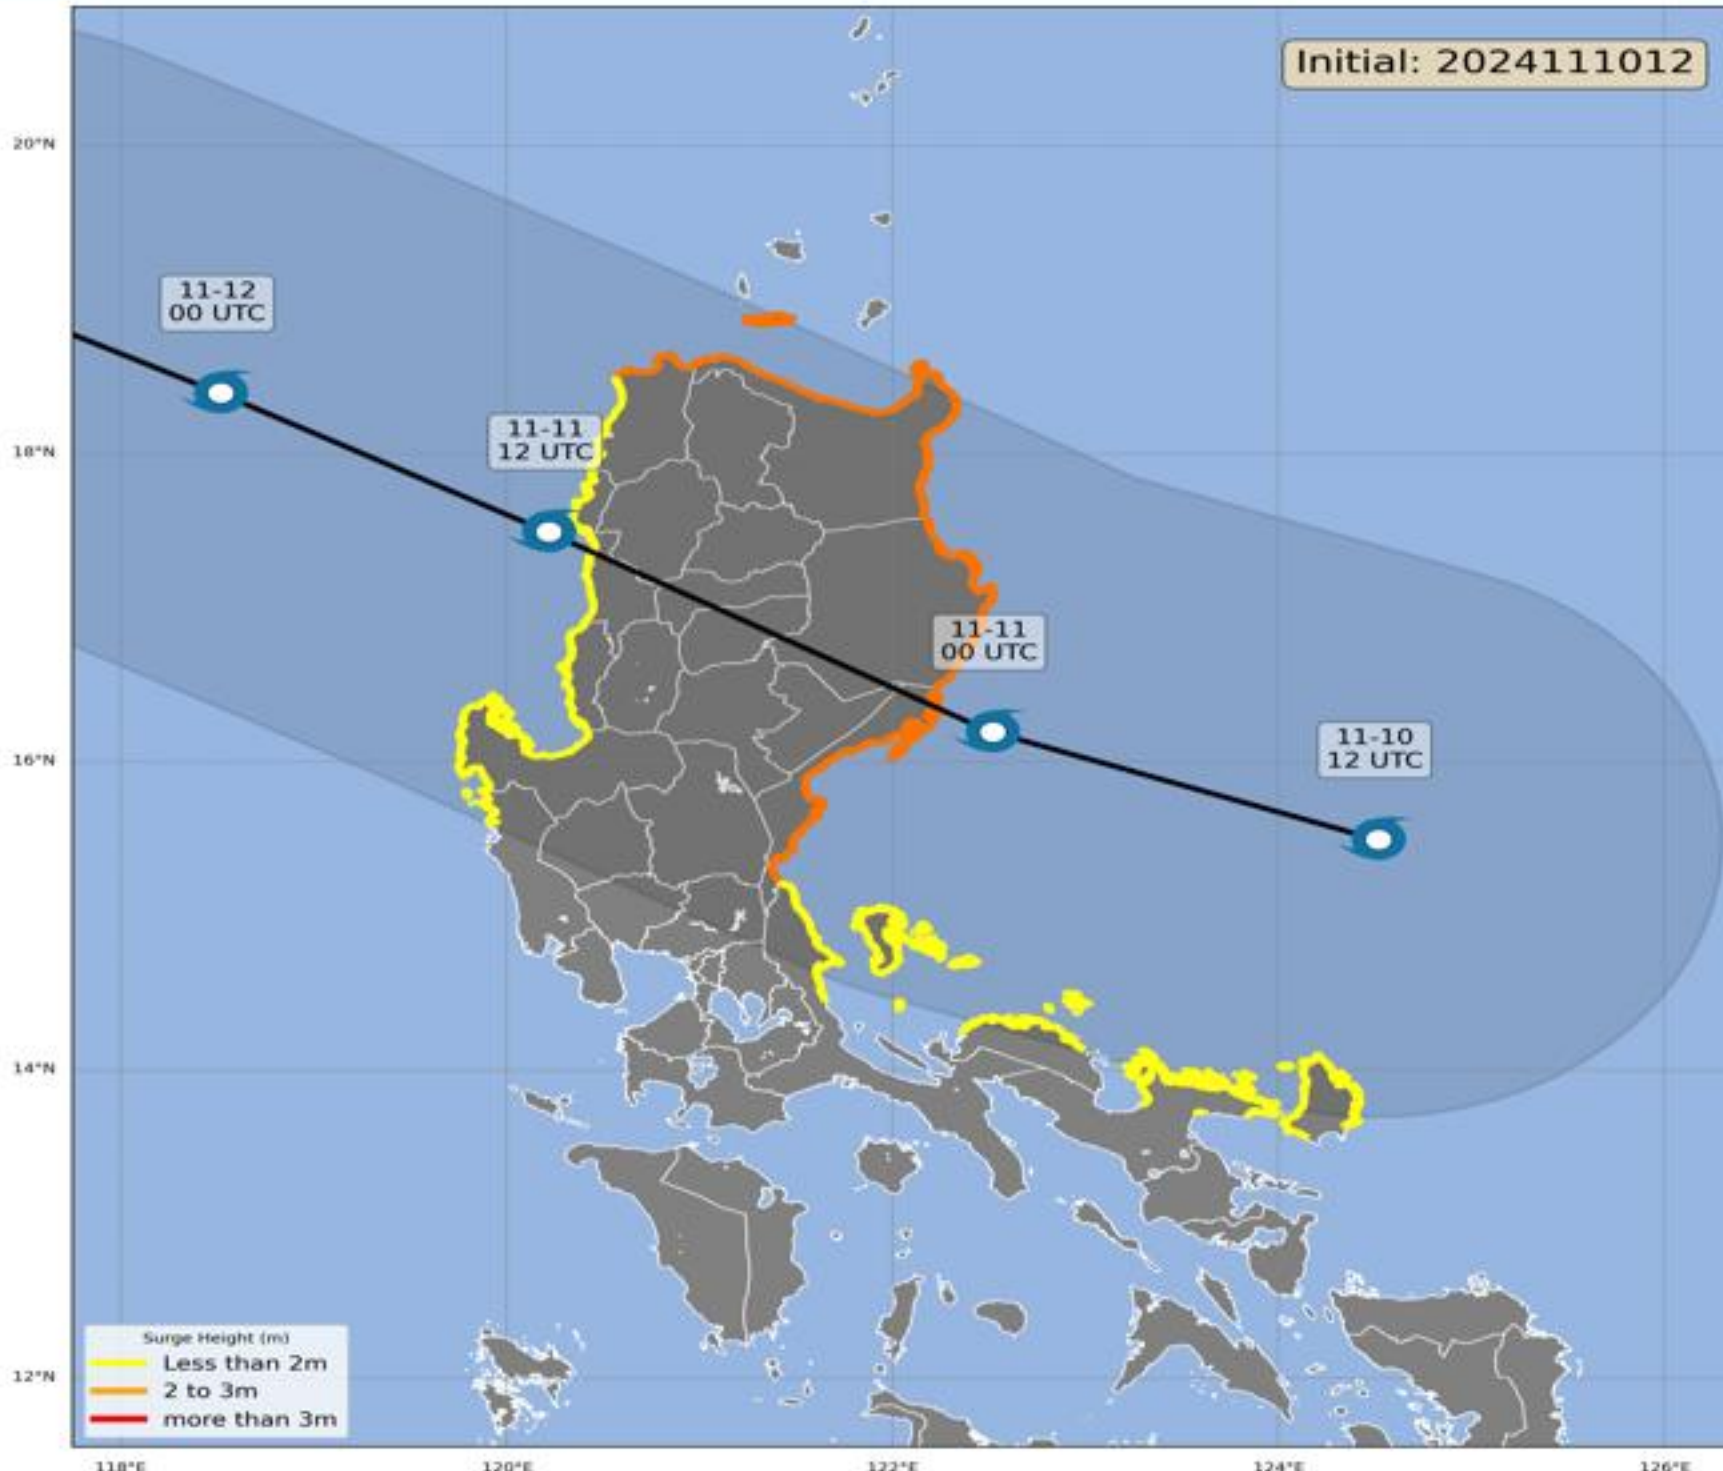 Initial: 2024111012
20°N
11-12
00 UTC
11-11
12 UTC
18°N
11-11
00 UTC
11-10
12 UTC
16°N
14°N
12°N
Surge Height (m)
Less than 2m
2 to 3m
more than 3m
118°E
120°E
122°E
124°E
126°E